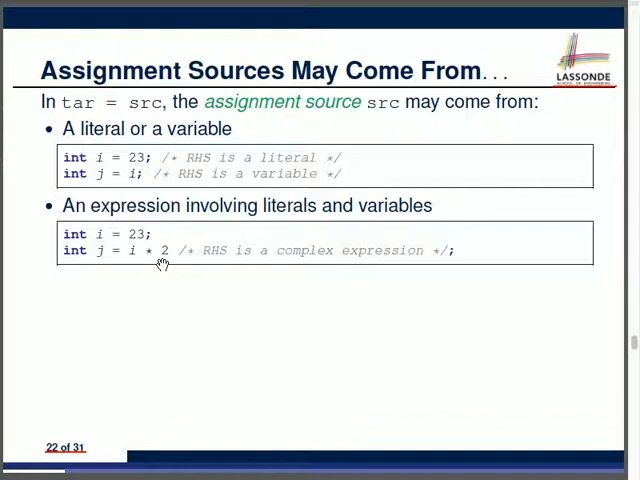 Assignment Sources May Come From...
LASSONDE
In tar = src, the assignment source src may come from:
• A literal or a variable
int i = 23; /* RHS is a literal */
int j = i; /* RHS is a variable */
• An expression involving literals and variables
int i = 23;
int j = i * 2 /* RHS is a complex expression */;
22 of 31